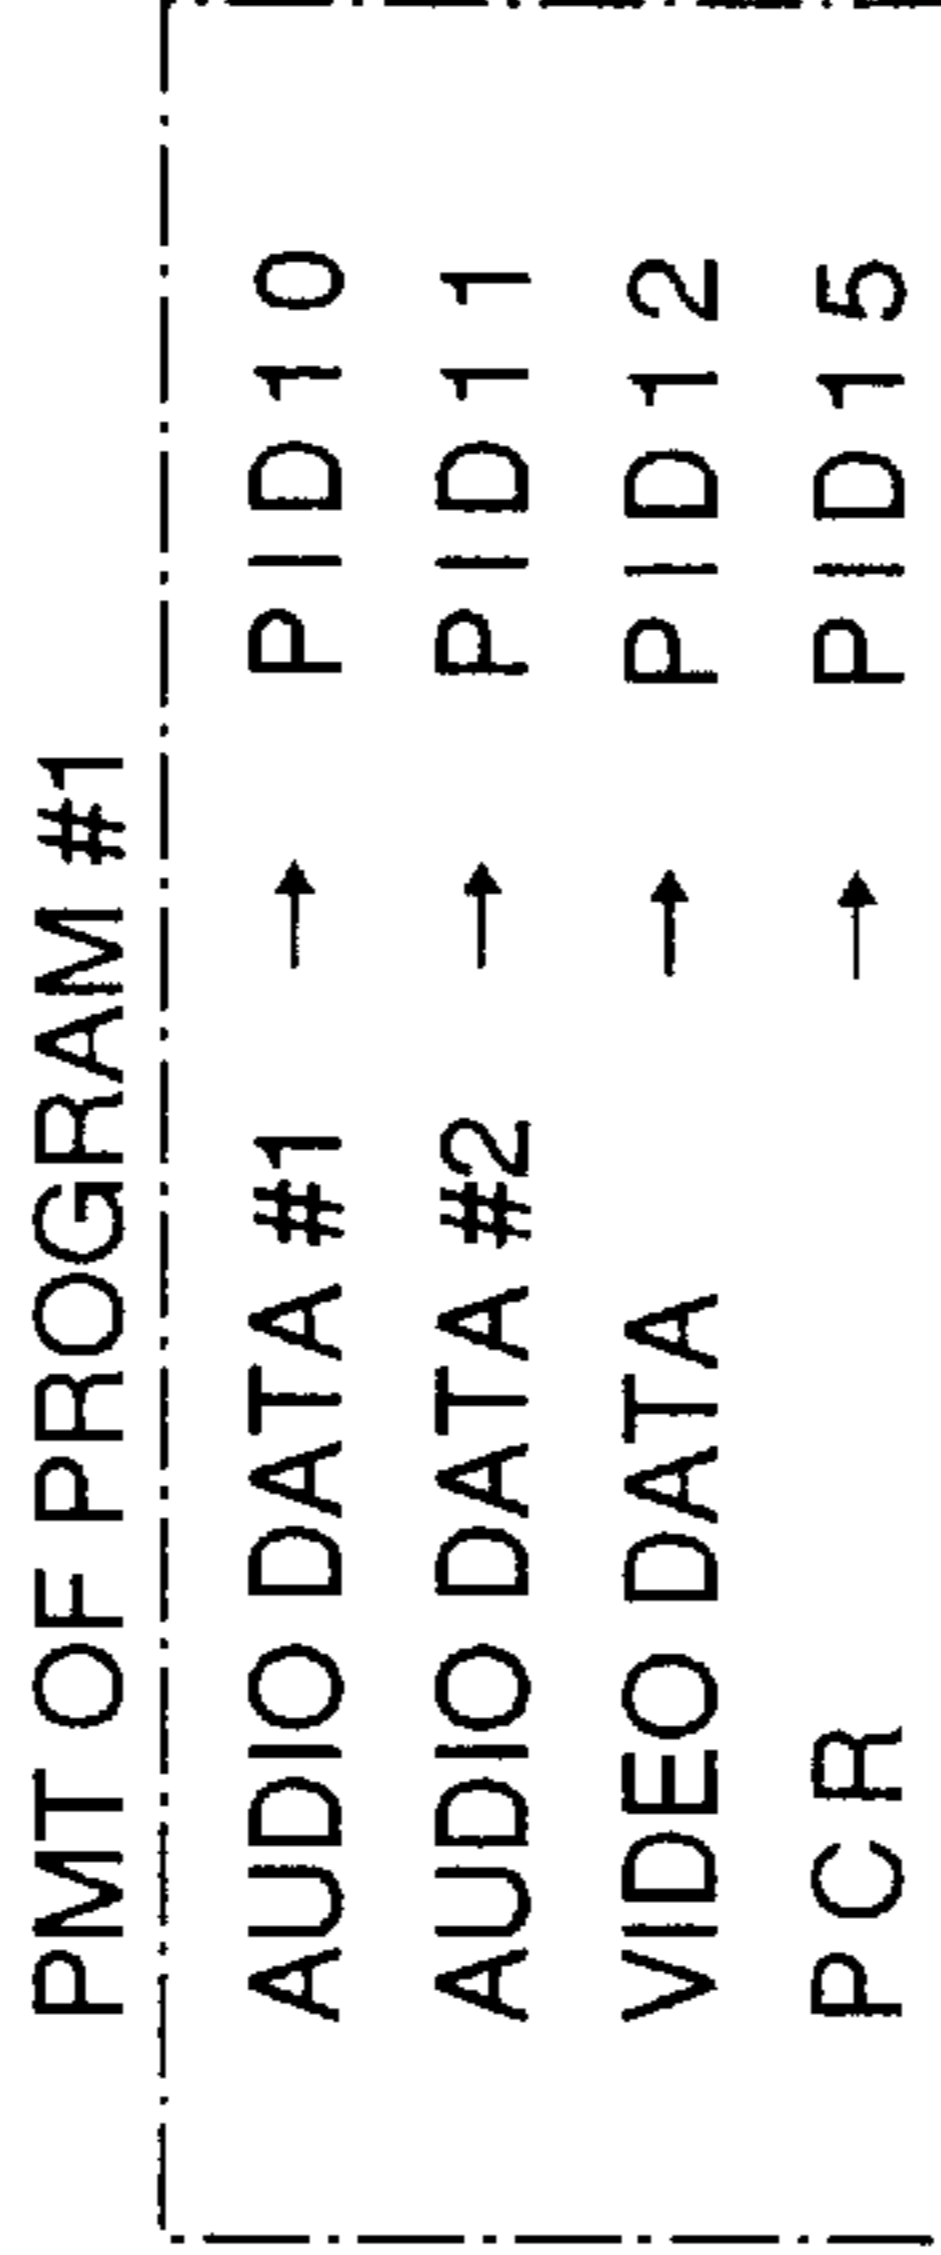 PMT OF PROGRAM #1
AUDIO DATA #1 → PID10
AUDIO DATA #2 → PID11
VIDEO DATA → PID12
PCR → PID15